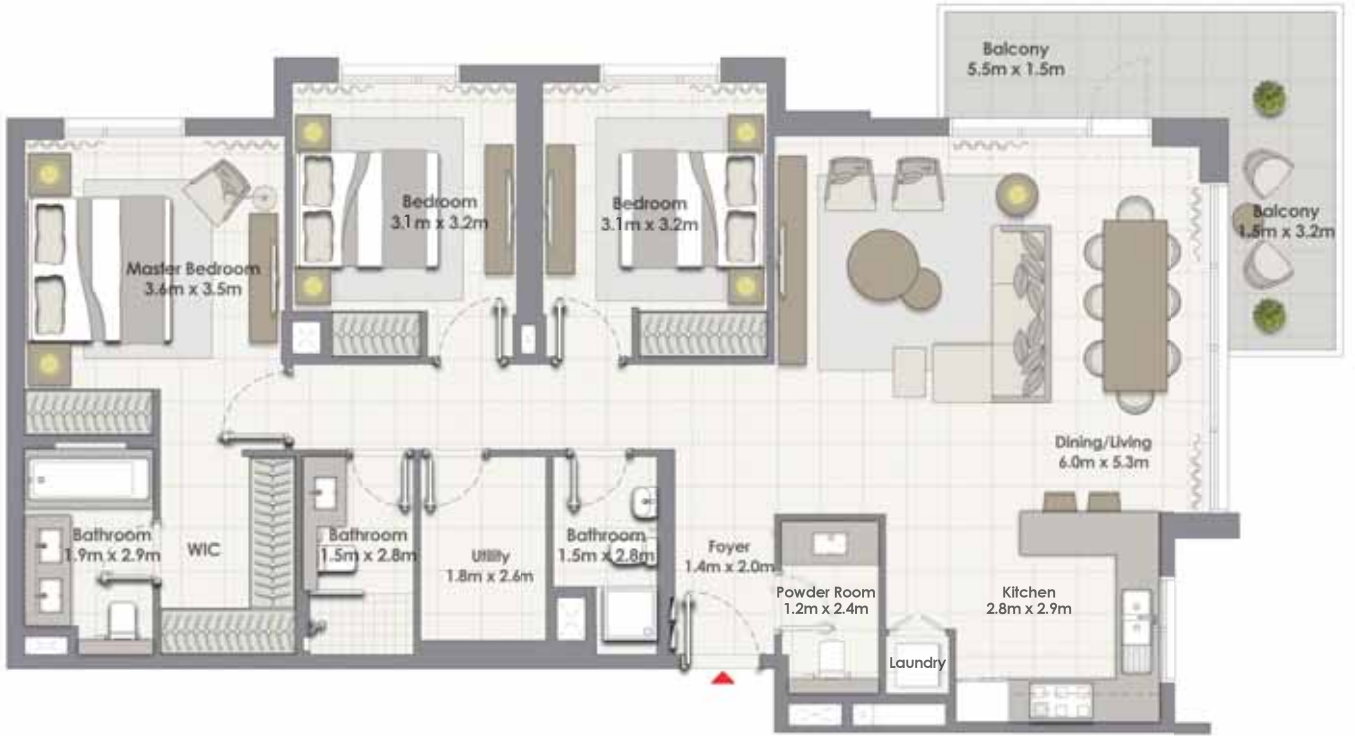 Balcony
5.5m x 1.5m
Bedroom
3.1m x 3.2m
Bedroom
3.1m x 3.2m
Balcony
1.5m x 3.2m
Master Bedroom
3.6m x 3.5m
Dining/Living
6.0m x 5.3m
Bathroom
1.9m x 2.9m
WIC
Bathroom
1.5m x 2.8m
Utility
1.8m x 2.6m
Bathroom
1.5m x 2.8m
Foyer
1.4m x 2.0m
Powder Room
1.2m x 2.4m
Kitchen
2.8m x 2.9m
Laundry